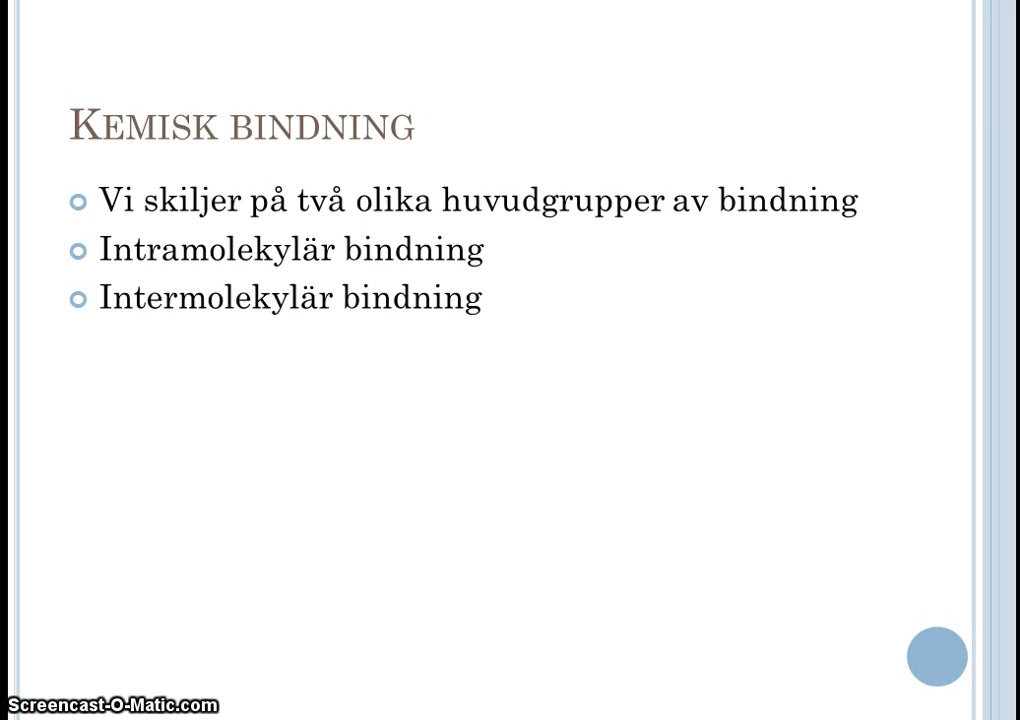 Kemisk bindning
Vi skiljer på två olika huvudgrupper av bindning
Intramolekylär bindning
Intermolekylär bindning
Screencast-O-Matic.com